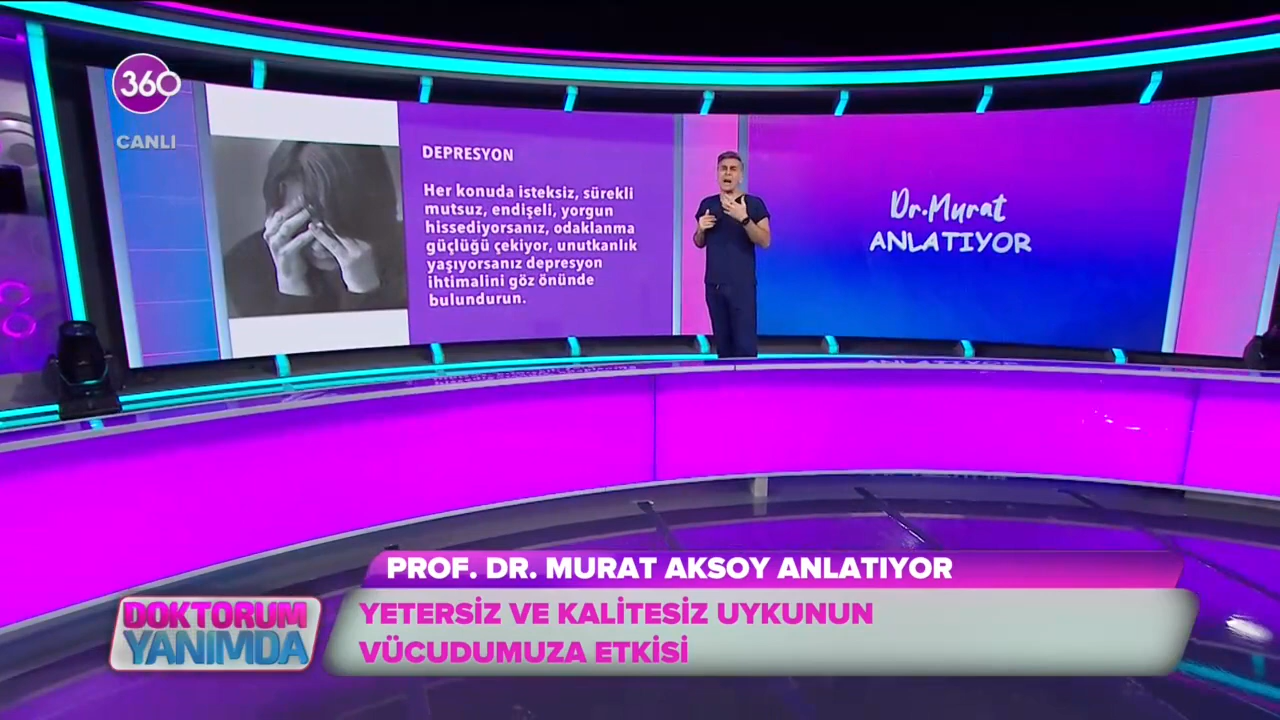 360
CANLI
DEPRESYON
Her konuda isteksiz, sürekli
mutsuz, endişeli, yorgun
hissediyorsanız, odaklanma
güçlüğü çekiyor, unutkanlık
yaşıyorsanız depresyon
ihtimalini göz önünde
bulundurun.
Dr.Murat
ANLATIYOR
PROF. DR. MURAT AKSOY ANLATIYOR
DOKTORUM
YANIMDA
YETERSİZ VE KALİTESİZ UYKUNUN
VÜCUDUMUZA ETKİSİ